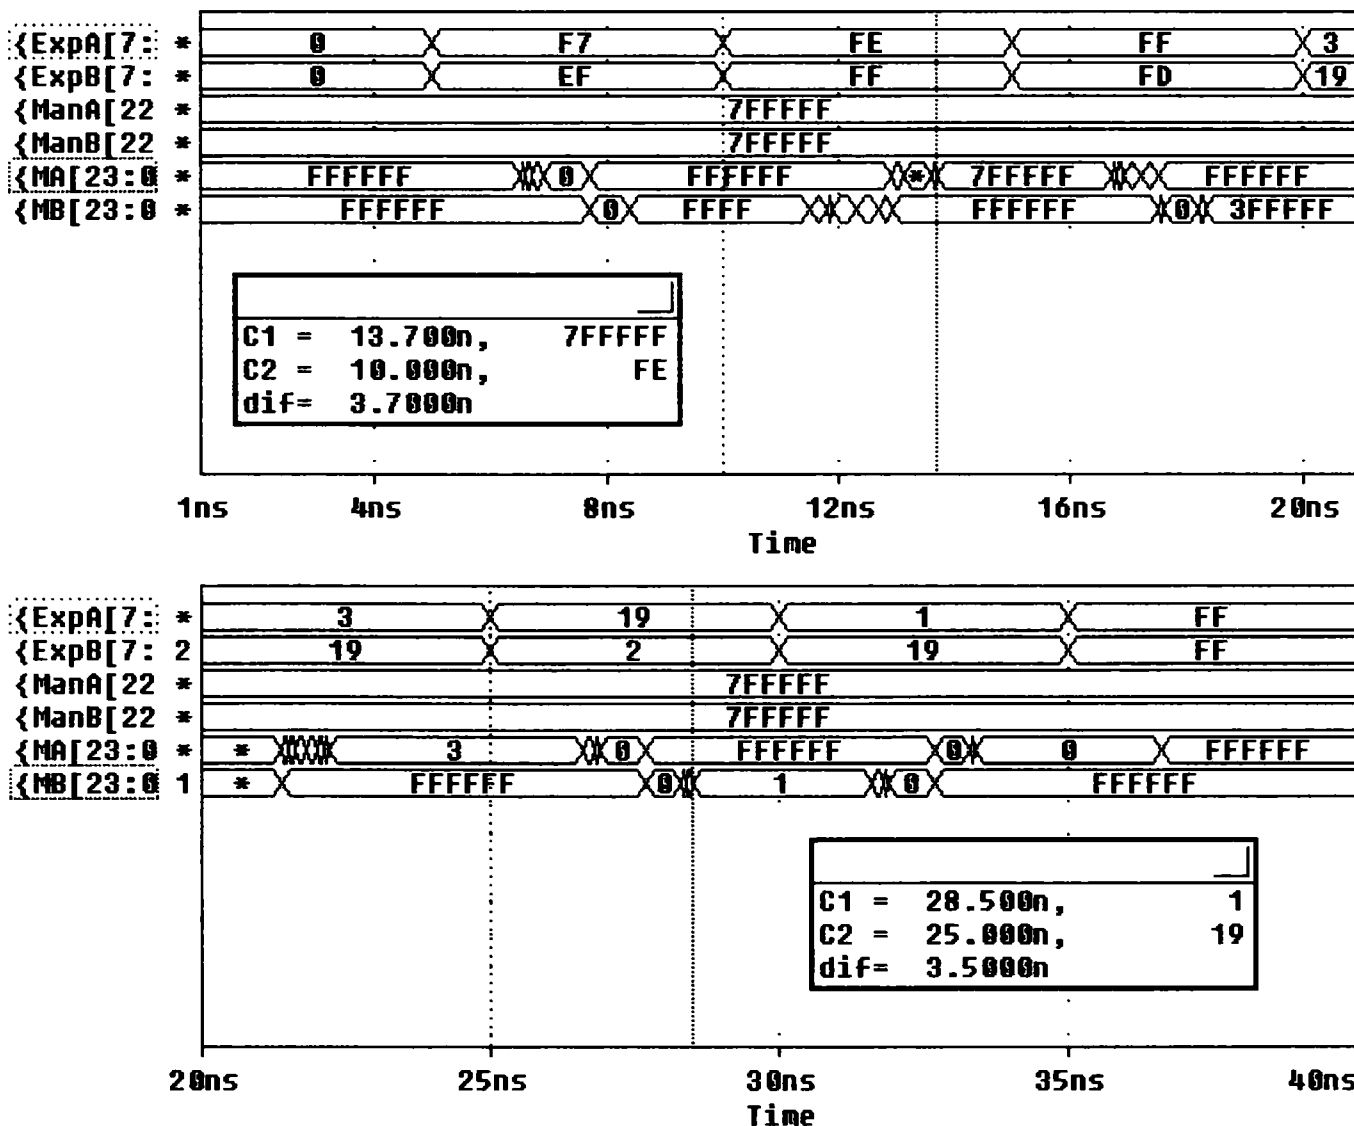 {ExpA[7: * 0 F7 FE FF 3
{ExpB[7: * 0 EF FF FD 19
{ManA[22 * 7FFFFF
{ManB[22 * 7FFFFF
{MA[23:0 * FFFFFF 0 FFFFFF * 7FFFFF FFFFFF
{MB[23:0 * FFFFFF 0 FFFF FFFFFF 0 3FFFFF
C1 = 13.700n, 7FFFFF
C2 = 10.000n, FE
dif= 3.7000n
1ns 4ns 8ns 12ns 16ns 20ns
Time
{ExpA[7: * 3 19 1 FF
{ExpB[7: 2 19 2 19 FF
{ManA[22 * 7FFFFF
{ManB[22 * 7FFFFF
{MA[23:0 * * 3 0 FFFFFF 0 0 FFFFFF
{MB[23:0 1 * FFFFFF 0 1 0 FFFFFF
C1 = 28.500n, 1
C2 = 25.000n, 19
dif= 3.5000n
20ns 25ns 30ns 35ns 40ns
Time